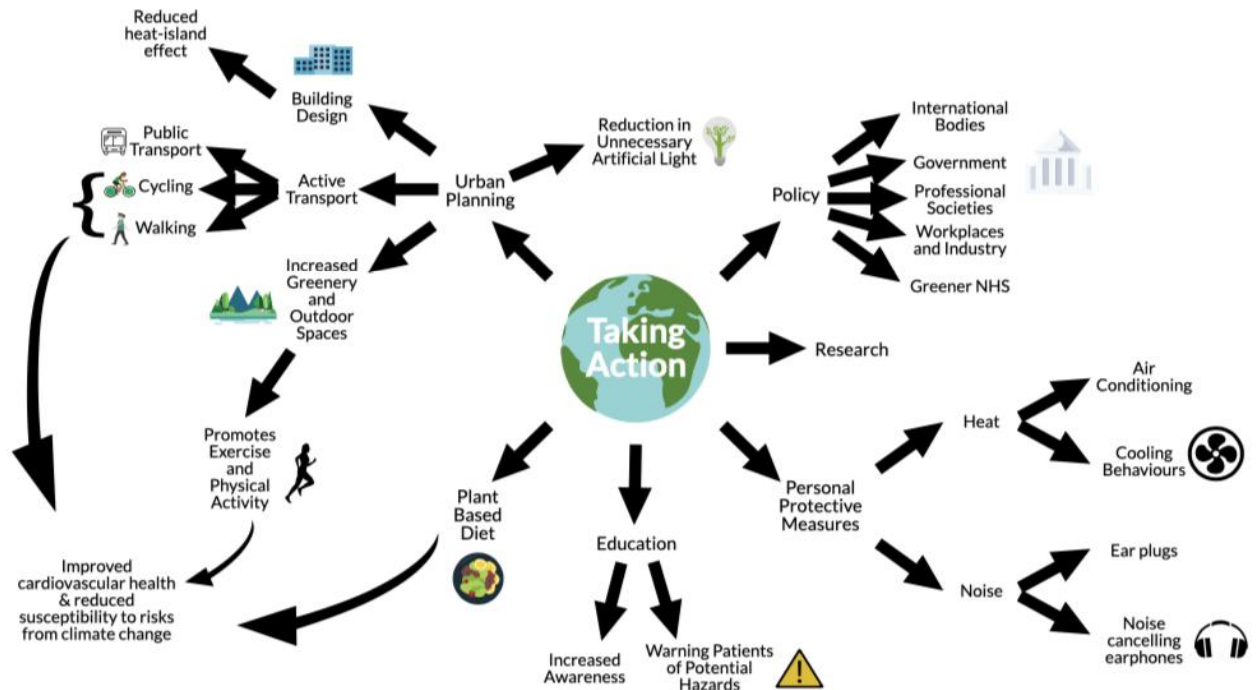 Reduced
heat-island
effect
Building
Design
Public
Transport
Cycling
Walking
Active
Transport
Urban
Planning
Reduction in
Unnecessary
Artificial Light
Increased
Greenery
and
Outdoor
Spaces
Promotes
Exercise
and
Physical
Activity
Improved
cardiovascular health
& reduced
susceptibility to risks
from climate change
Taking
Action
Policy
International
Bodies
Government
Professional
Societies
Workplaces
and Industry
Greener NHS
Research
Plant
Based
Diet
Education
Increased
Awareness
Warning Patients
of Potential
Hazards
Personal
Protective
Measures
Heat
Air
Conditioning
Cooling
Behaviours
Noise
Ear plugs
Noise
cancelling
earphones